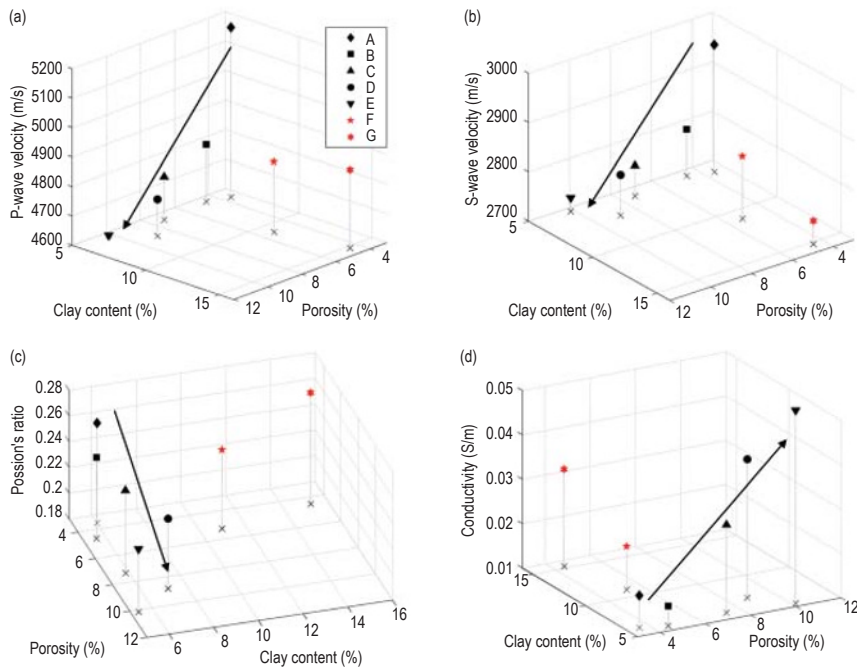 (a)
A
B
C
D
E
F
G
P-wave velocity (m/s)
5200
5100
5000
4900
4800
4700
4600
5
10
15
Clay content (%)
12
10
8
6
4
Porosity (%)
(b)
S-wave velocity (m/s)
3000
2900
2800
2700
5
10
15
Clay content (%)
12
10
8
6
4
Porosity (%)
(c)
Possion's ratio
0.28
0.26
0.24
0.22
0.2
0.18
4
6
8
10
12
Porosity (%)
6
8
10
12
14
16
Clay content (%)
(d)
Conductivity (S/m)
0.05
0.04
0.03
0.02
0.01
15
10
5
Clay content (%)
4
6
8
10
12
Porosity (%)